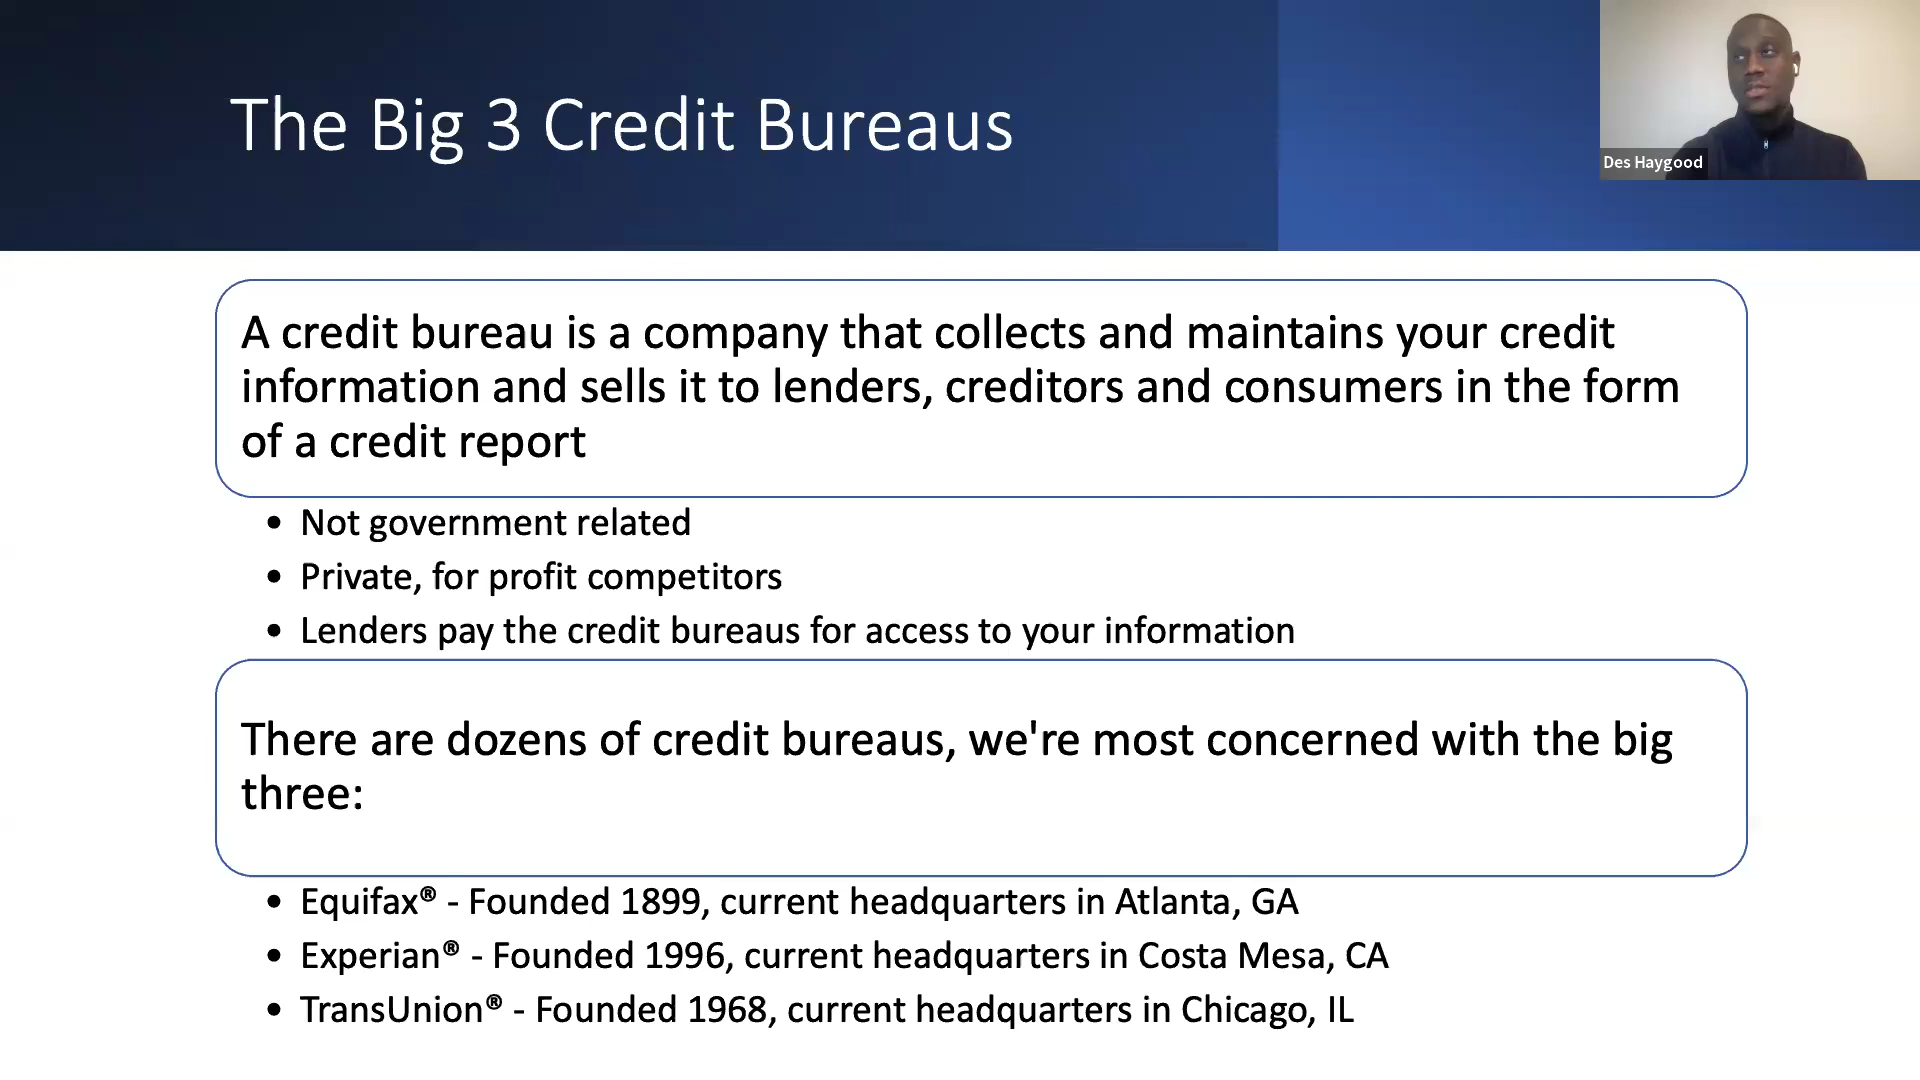 The Big 3 Credit Bureaus
Des Haygood
A credit bureau is a company that collects and maintains your credit
information and sells it to lenders, creditors and consumers in the form
of a credit report
• Not government related
• Private, for profit competitors
• Lenders pay the credit bureaus for access to your information
There are dozens of credit bureaus, we're most concerned with the big
three:
• Equifax® - Founded 1899, current headquarters in Atlanta, GA
• Experian® - Founded 1996, current headquarters in Costa Mesa, CA
• TransUnion® - Founded 1968, current headquarters in Chicago, IL